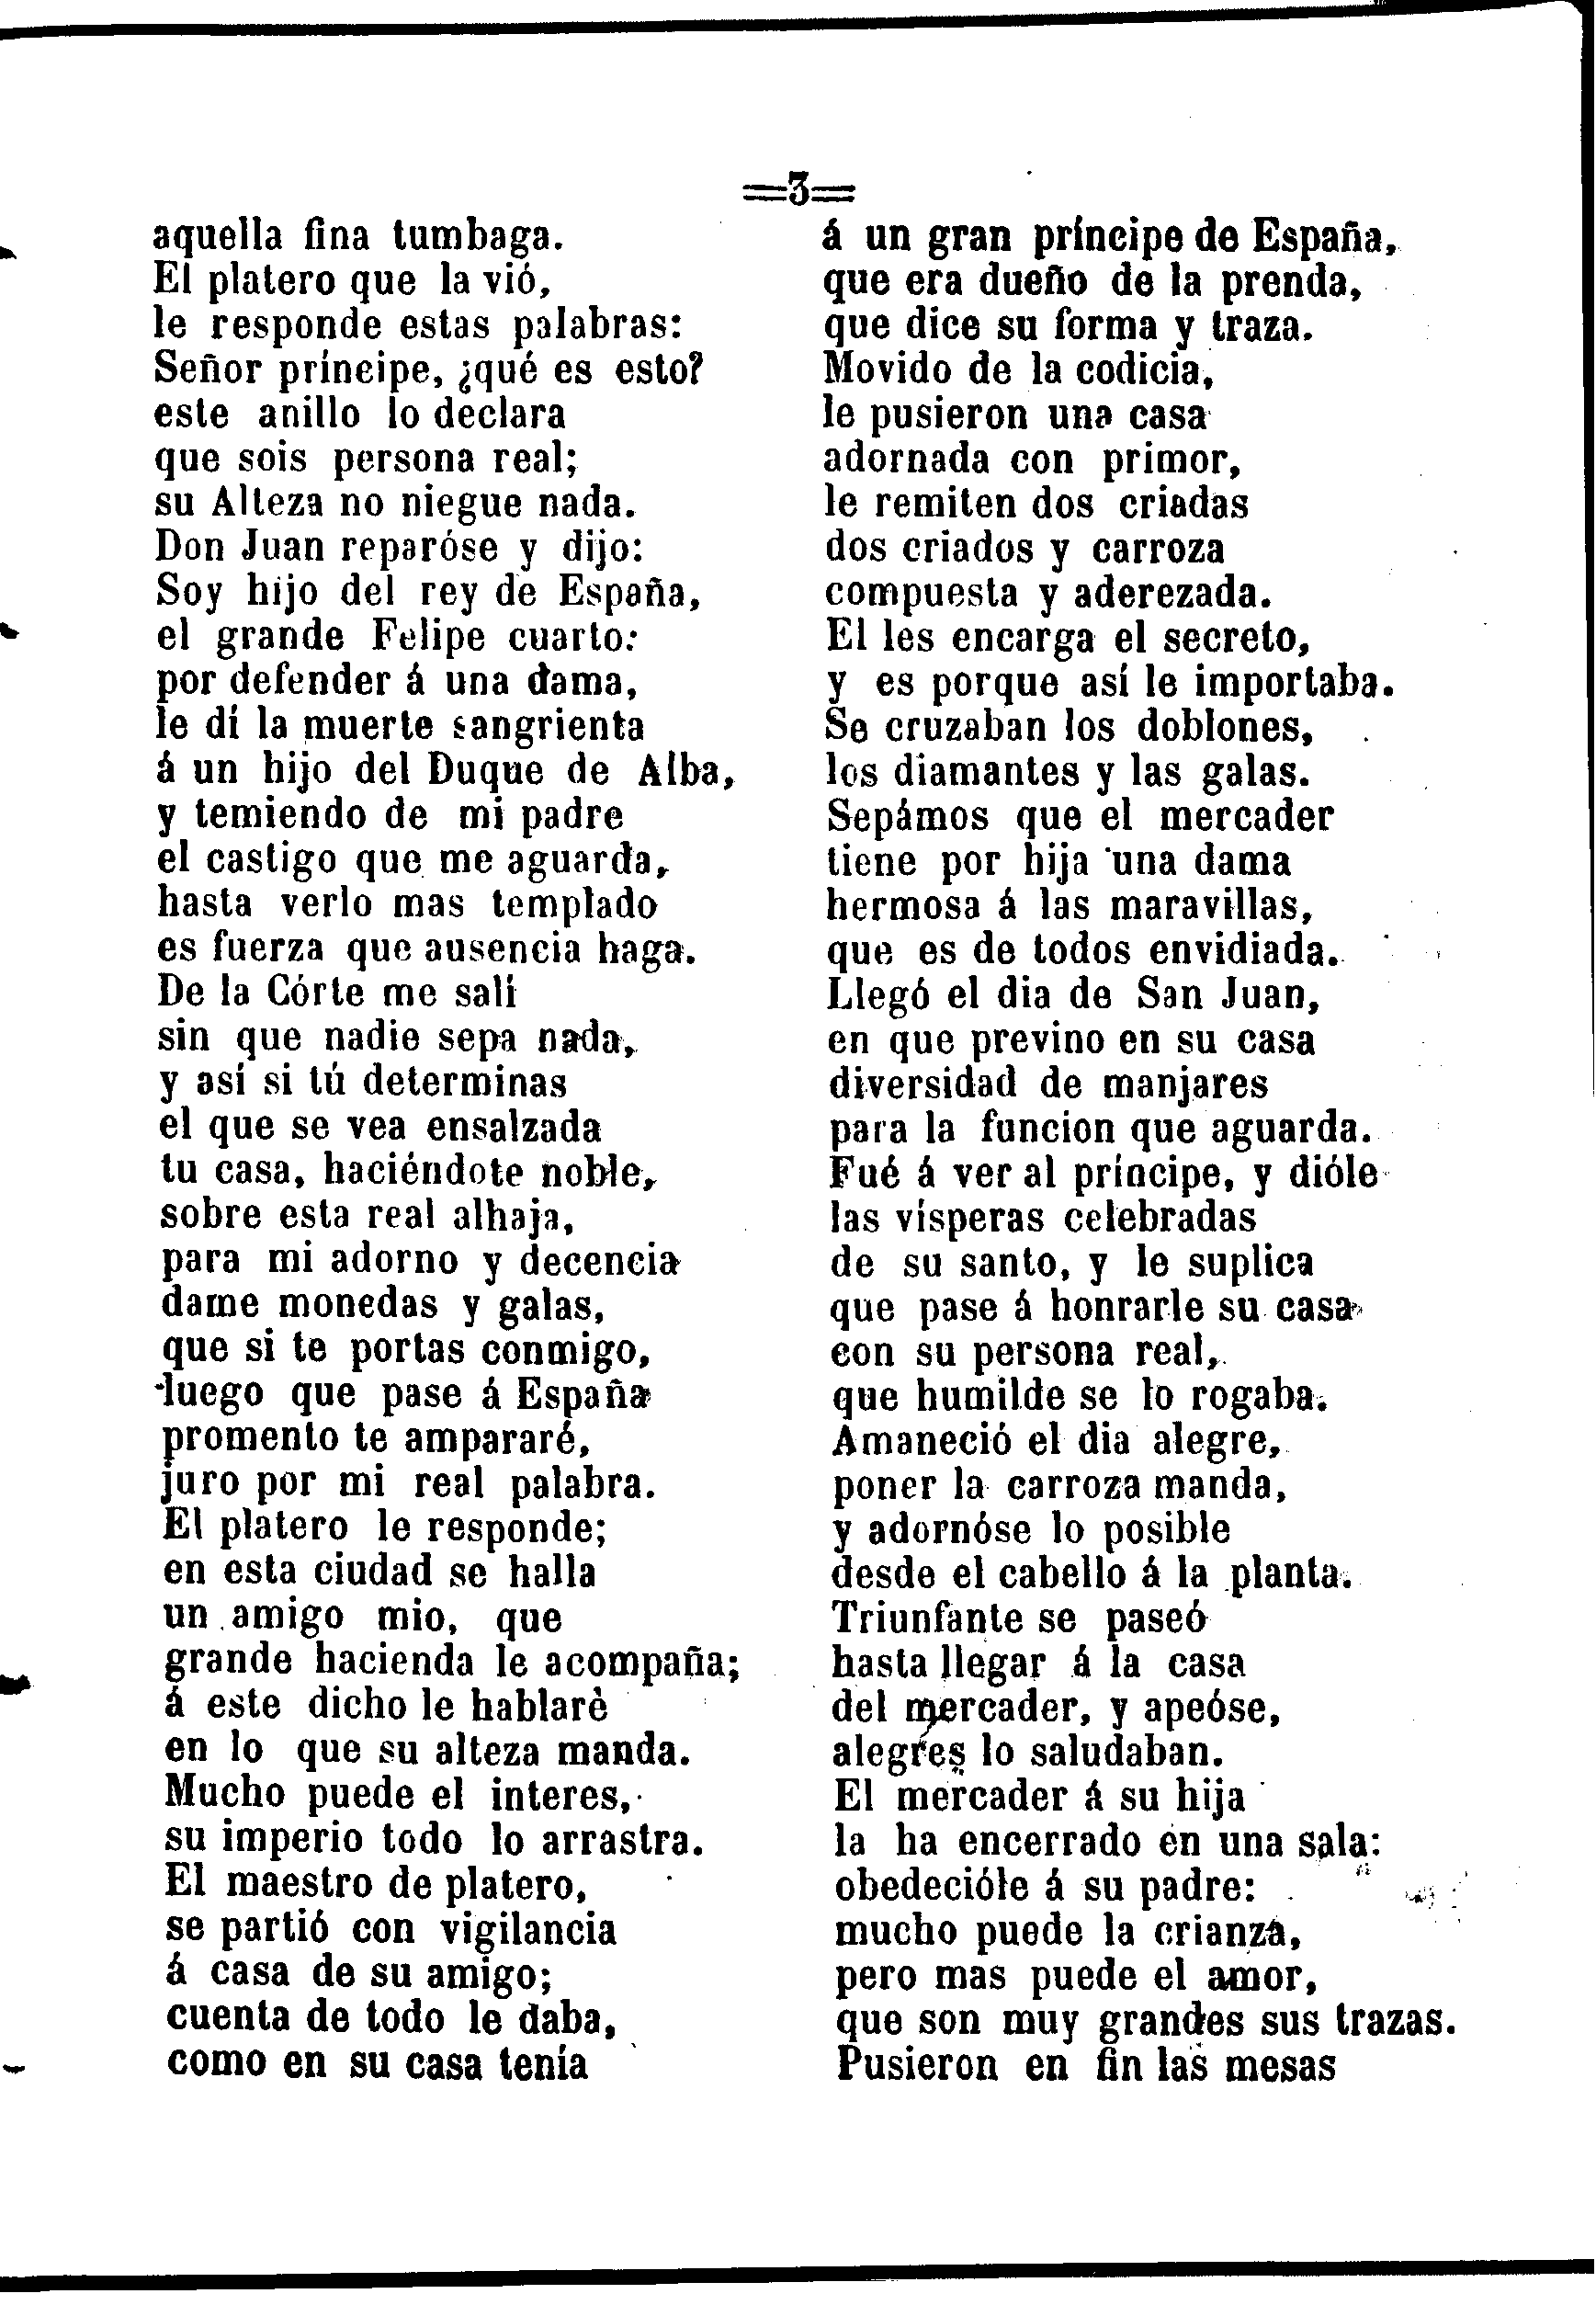 =3=
aquella fina tumbaga.
El platero que la vió,
le responde estas palabras:
Señor príncipe, ¿qué es esto?
este anillo lo declara
que sois persona real;
su Alteza no niegue nada.
Don Juan reparóse y dijo:
Soy hijo del rey de España,
el grande Felipe cuarto:
por defender á una dama,
le dí la muerte sangrienta
á un hijo del Duque de Alba,
y temiendo de mi padre
el castigo que me aguarda,
hasta verlo mas templado
es fuerza que ausencia haga.
De la Córte me salí
sin que nadie sepa nada,
y así si tú determinas
el que se vea ensalzada
tu casa, haciéndote noble,
sobre esta real alhaja,
para mi adorno y decencia
dame monedas y galas,
que si te portas conmigo,
luego que pase á España
promento te ampararé,
juro por mi real palabra.
El platero le responde;
en esta ciudad se halla
un amigo mio, que
grande hacienda le acompaña;
á este dicho le hablarè
en lo que su alteza manda.
Mucho puede el interes,
su imperio todo lo arrastra.
El maestro de platero,
se partió con vigilancia
á casa de su amigo;
cuenta de todo le daba,
como en su casa tenía
á un gran príncipe de España,
que era dueño de la prenda,
que dice su forma y traza.
Movido de la codicia,
le pusieron una casa
adornada con primor,
le remiten dos criadas
dos criados y carroza
compuesta y aderezada.
El les encarga el secreto,
y es porque así le importaba.
Se cruzaban los doblones,
los diamantes y las galas.
Sepámos que el mercader
tiene por hija una dama
hermosa á las maravillas,
que es de todos envidiada.
Llegó el dia de San Juan,
en que previno en su casa
diversidad de manjares
para la funcion que aguarda.
Fué á ver al príncipe, y dióle
las vísperas celebradas
de su santo, y le suplica
que pase á honrarle su casa
con su persona real,
que humilde se lo rogaba.
Amaneció el dia alegre,
poner la carroza manda,
y adornóse lo posible
desde el cabello á la planta.
Triunfante se paseó
hasta llegar á la casa
del mercader, y apeóse,
alegres lo saludaban.
El mercader á su hija
la ha encerrado en una sala:
obedecióle á su padre:
mucho puede la crianza,
pero mas puede el amor,
que son muy grandes sus trazas.
Pusieron en fin las mesas